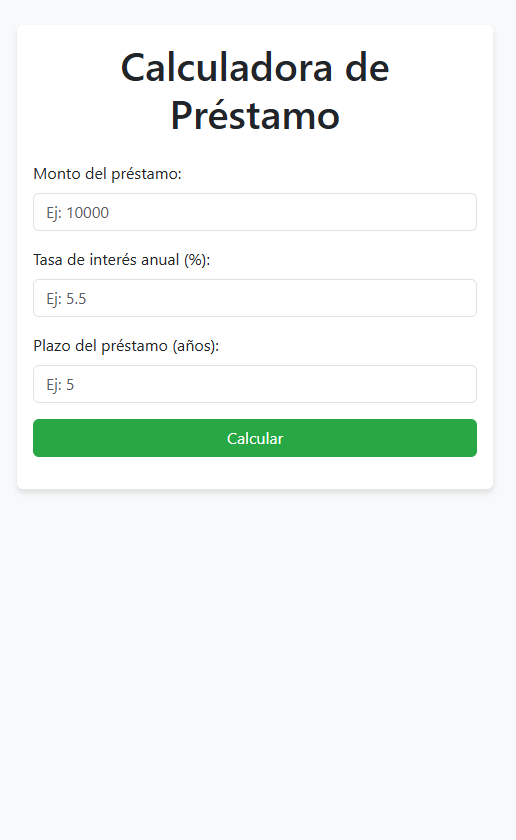 Calculadora de
Préstamo
Monto del préstamo:
Ej: 10000
Tasa de interés anual (%):
Ej: 5.5
Plazo del préstamo (años):
Ej: 5
Calcular